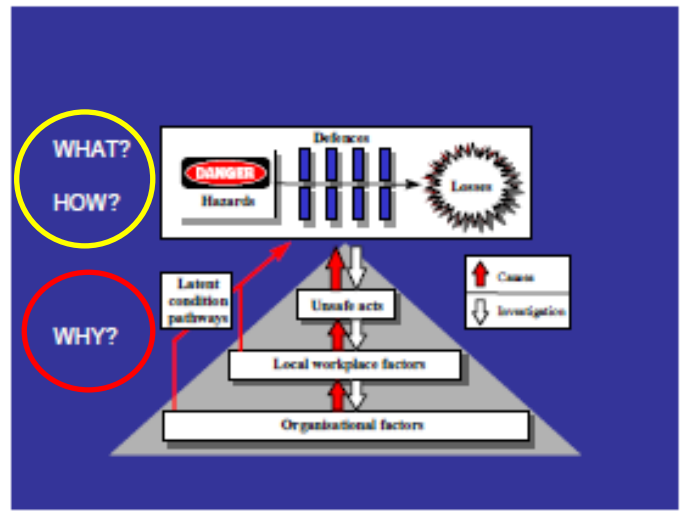 WHAT?
HOW?
Defences
DANGER
Hazards
Losses
WHY?
Latent
condition
pathways
Unsafe acts
Causes
Investigation
Local workplace factors
Organisational factors